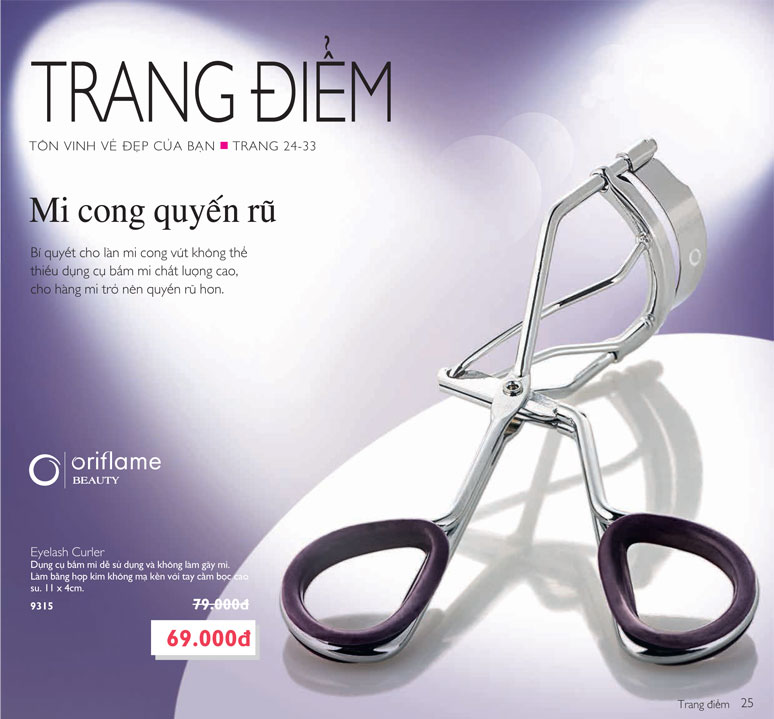 TRANG ĐIỂM
TÔN VINH VẺ ĐẸP CỦA BẠN ■ TRANG 24-33
Mi cong quyến rũ
Bí quyết cho làn mi cong vút không thể
thiếu dụng cụ bấm mi chất lượng cao,
cho hàng mi trở nên quyến rũ hơn.
oriflame
BEAUTY
Eyelash Curler
Dụng cụ bấm mi dễ sử dụng và không làm gãy mi.
Làm bằng hợp kim không mạ kền với tay cầm bọc cao
su. 11 x 4cm.
9315
79.000đ
69.000đ
Trang điểm 25